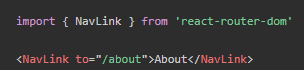 import { NavLink } from 'react-router-dom'
<NavLink to="/about">About</NavLink>